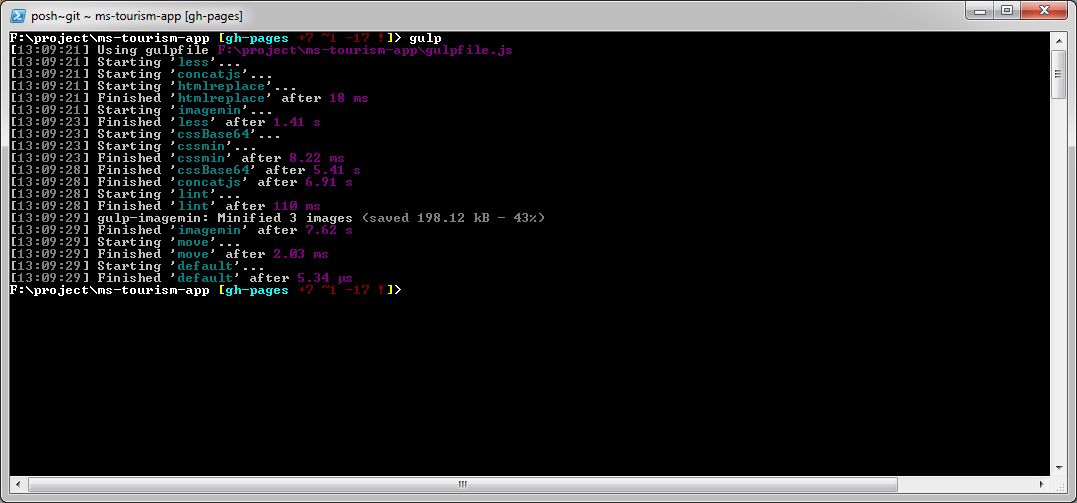 posh~git ~ ms-tourism-app [gh-pages]
F:\project\ms-tourism-app [gh-pages +7 ~1 -17 !]> gulp
[13:09:21] Using gulpfile F:\project\ms-tourism-app\gulpfile.js
[13:09:21] Starting 'less'...
[13:09:21] Starting 'concatjs'...
[13:09:21] Starting 'htmlreplace'...
[13:09:21] Finished 'htmlreplace' after 18 ms
[13:09:21] Starting 'imagemin'...
[13:09:23] Finished 'less' after 1.41 s
[13:09:23] Starting 'cssBase64'...
[13:09:23] Starting 'cssmin'...
[13:09:23] Finished 'cssmin' after 8.22 ms
[13:09:28] Finished 'cssBase64' after 5.41 s
[13:09:28] Finished 'concatjs' after 6.91 s
[13:09:28] Starting 'lint'...
[13:09:28] Finished 'lint' after 110 ms
[13:09:29] gulp-imagemin: Minified 3 images (saved 198.12 kB - 43%)
[13:09:29] Finished 'imagemin' after 7.62 s
[13:09:29] Starting 'move'...
[13:09:29] Finished 'move' after 2.03 ms
[13:09:29] Starting 'default'...
[13:09:29] Finished 'default' after 5.34 μs
F:\project\ms-tourism-app [gh-pages +7 ~1 -17 !]>